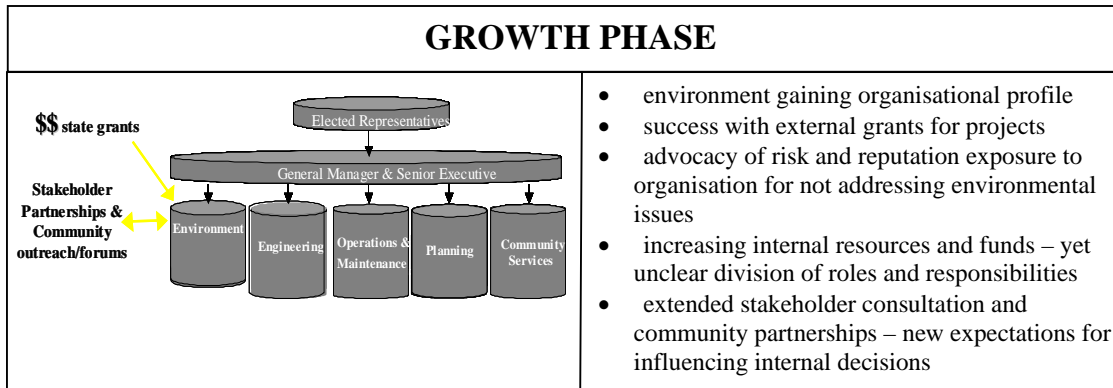 GROWTH PHASE
$$ state grants
Stakeholder
Partnerships &
Community
outreach/forums
Elected Representatives
General Manager & Senior Executive
Environment
Engineering
Operations &
Maintenance
Planning
Community
Services
• environment gaining organisational profile
• success with external grants for projects
• advocacy of risk and reputation exposure to
organisation for not addressing environmental
issues
• increasing internal resources and funds – yet
unclear division of roles and responsibilities
• extended stakeholder consultation and
community partnerships – new expectations for
influencing internal decisions